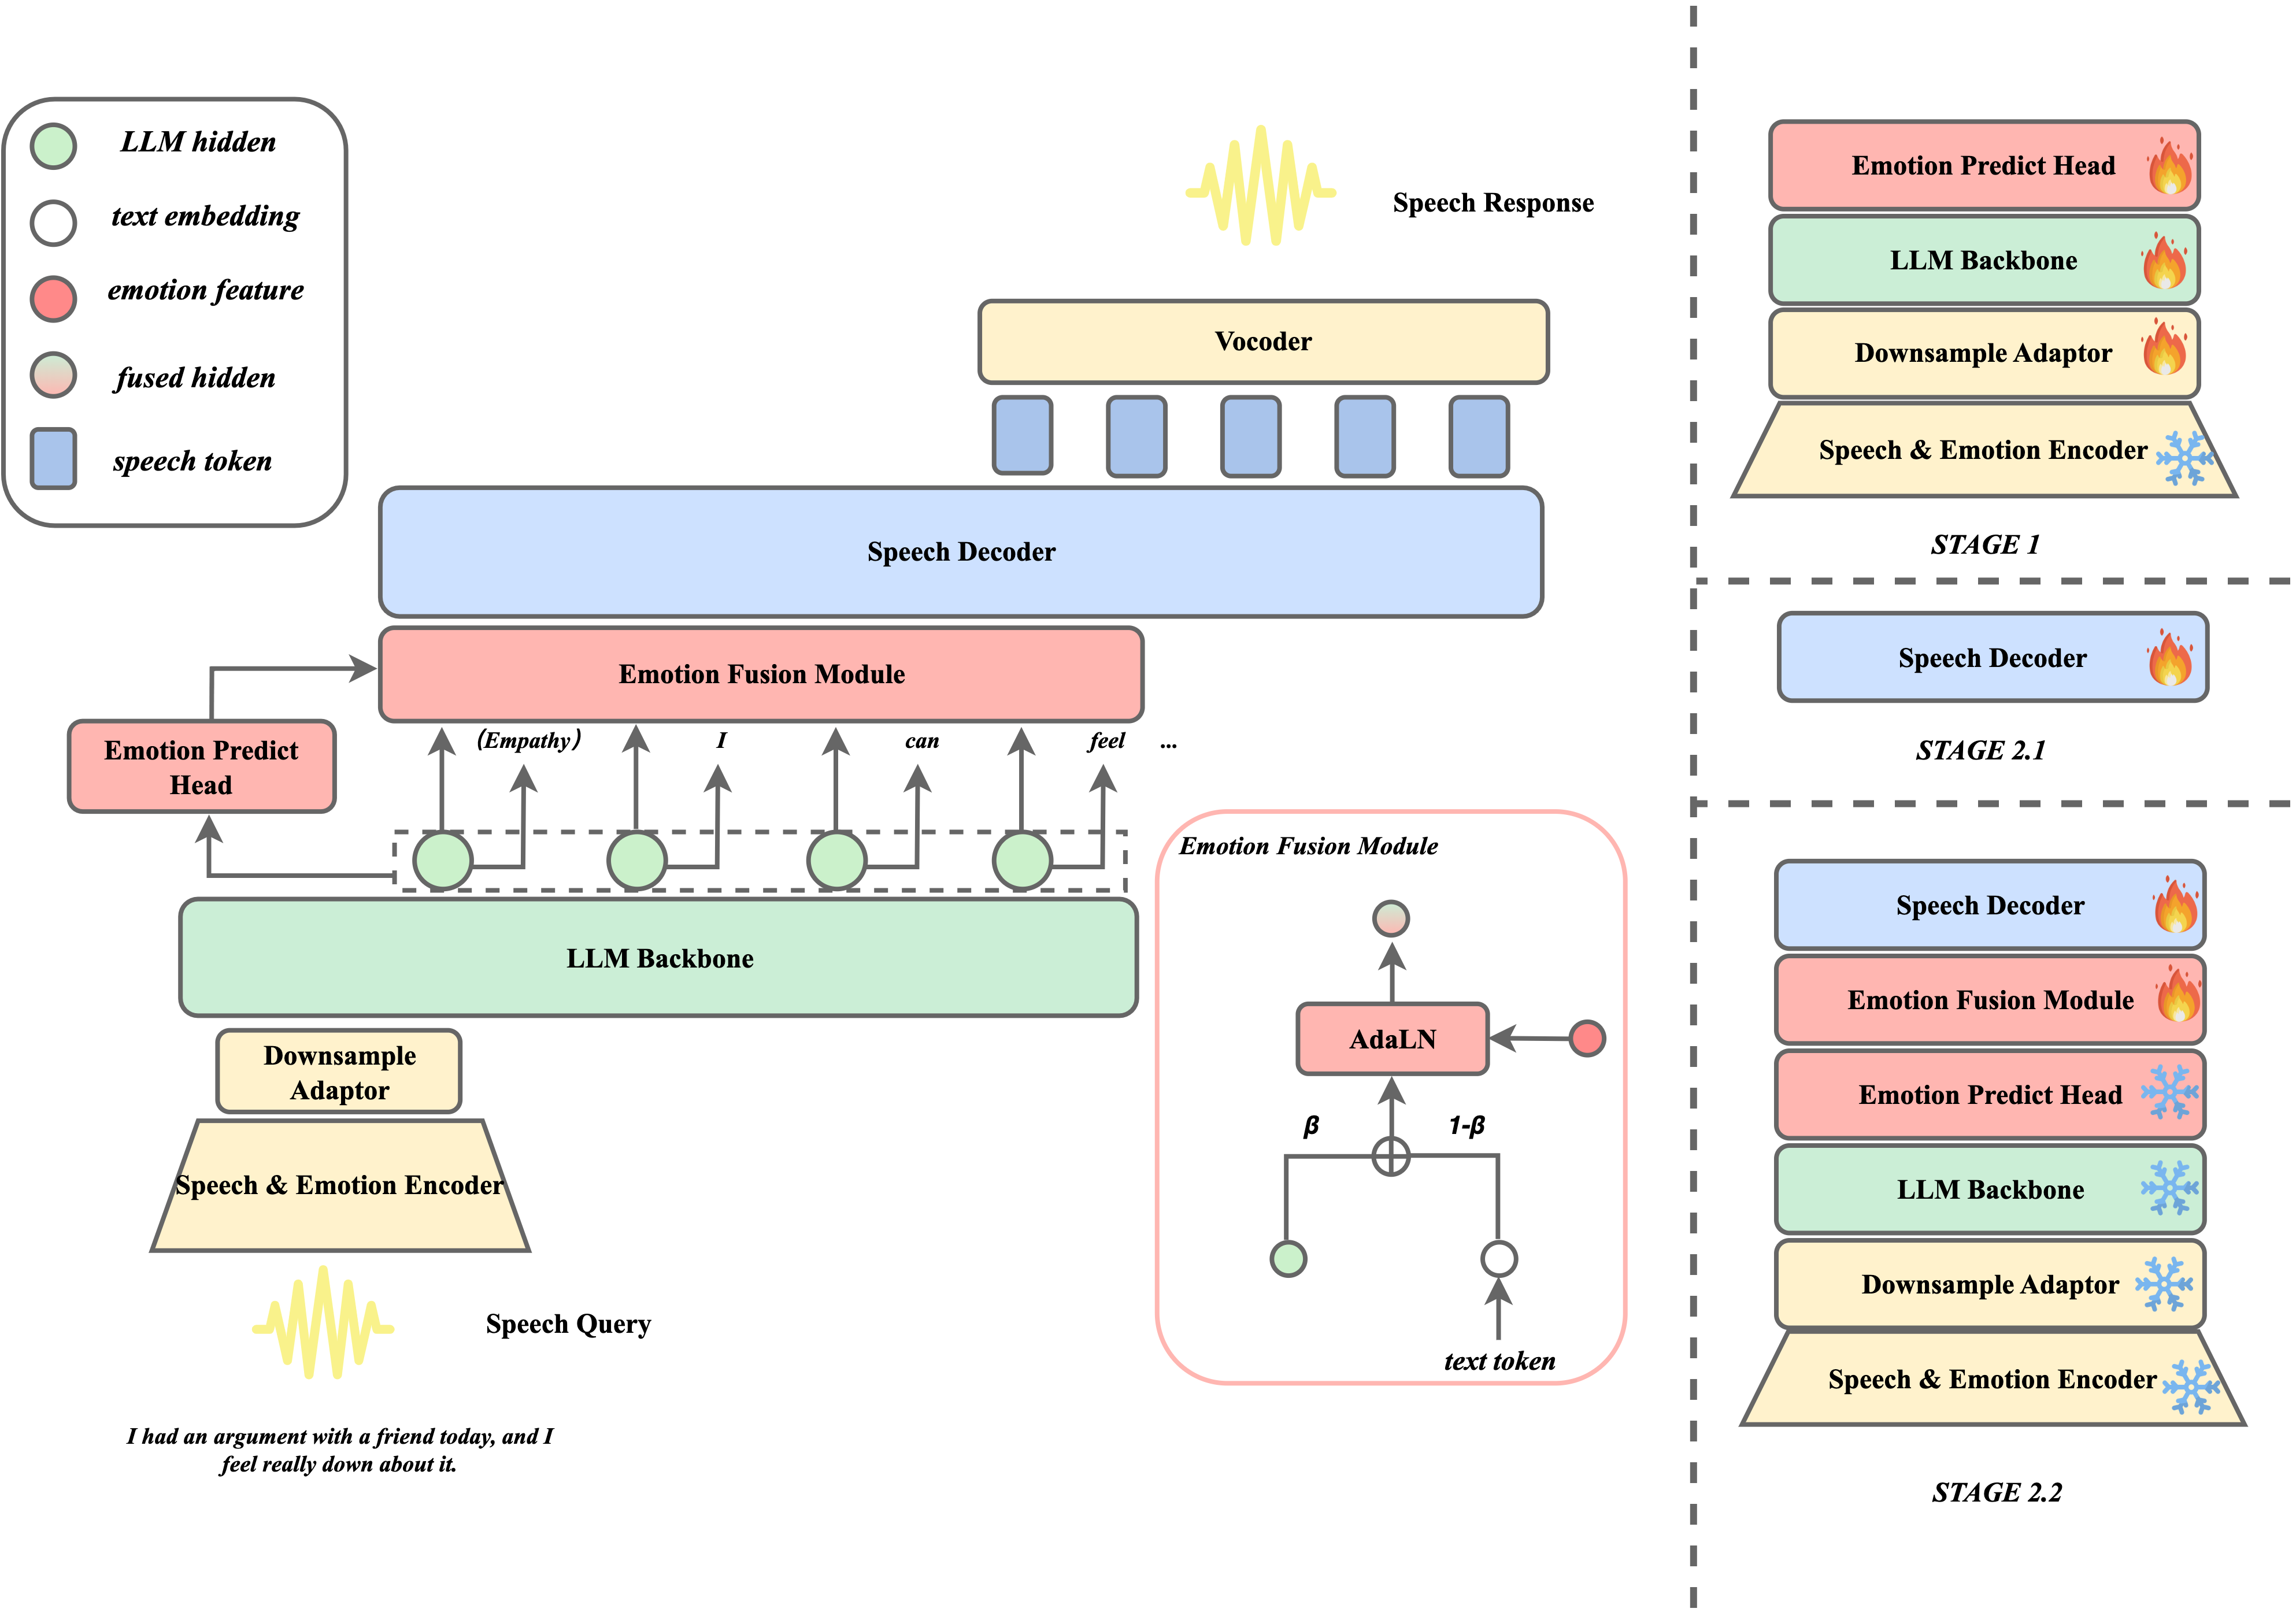 LLM hidden
text embedding
emotion feature
fused hidden
speech token
Speech Response
Vocoder
Speech Decoder
Emotion Fusion Module
Emotion Predict
Head
(Empathy) I can feel ...
LLM Backbone
Downsample
Adaptor
Speech & Emotion Encoder
Speech Query
I had an argument with a friend today, and I
feel really down about it.
Emotion Fusion Module
AdaLN
β 1-β
text token
Emotion Predict Head
LLM Backbone
Downsample Adaptor
Speech & Emotion Encoder
STAGE 1
Speech Decoder
STAGE 2.1
Speech Decoder
Emotion Fusion Module
Emotion Predict Head
LLM Backbone
Downsample Adaptor
Speech & Emotion Encoder
STAGE 2.2